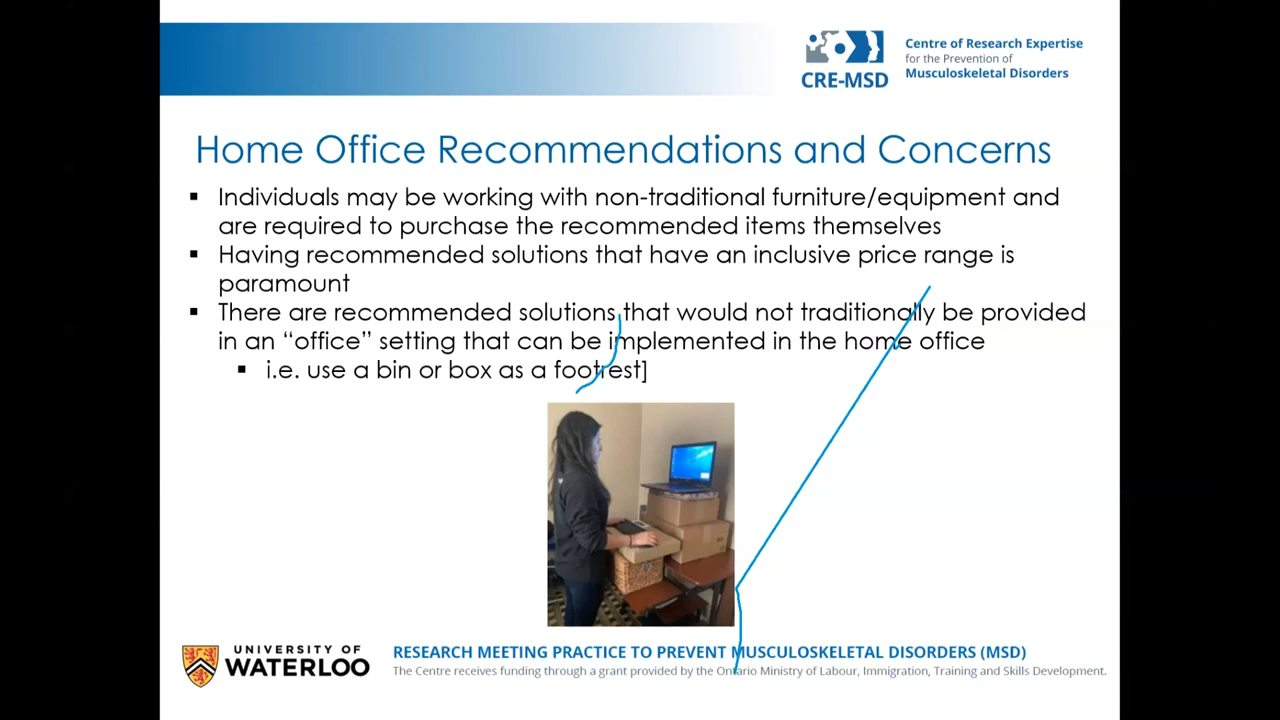 Centre of Research Expertise
for the Prevention of
Musculoskeletal Disorders
CRE-MSD
Home Office Recommendations and Concerns
▪ Individuals may be working with non-traditional furniture/equipment and
are required to purchase the recommended items themselves
▪ Having recommended solutions that have an inclusive price range is
paramount
▪ There are recommended solutions that would not traditionally be provided
in an “office” setting that can be implemented in the home office
▪ i.e. use a bin or box as a footrest]
UNIVERSITY OF
WATERLOO
RESEARCH MEETING PRACTICE TO PREVENT MUSCULOSKELETAL DISORDERS (MSD)
The Centre receives funding through a grant provided by the Ontario Ministry of Labour, Immigration, Training and Skills Development.